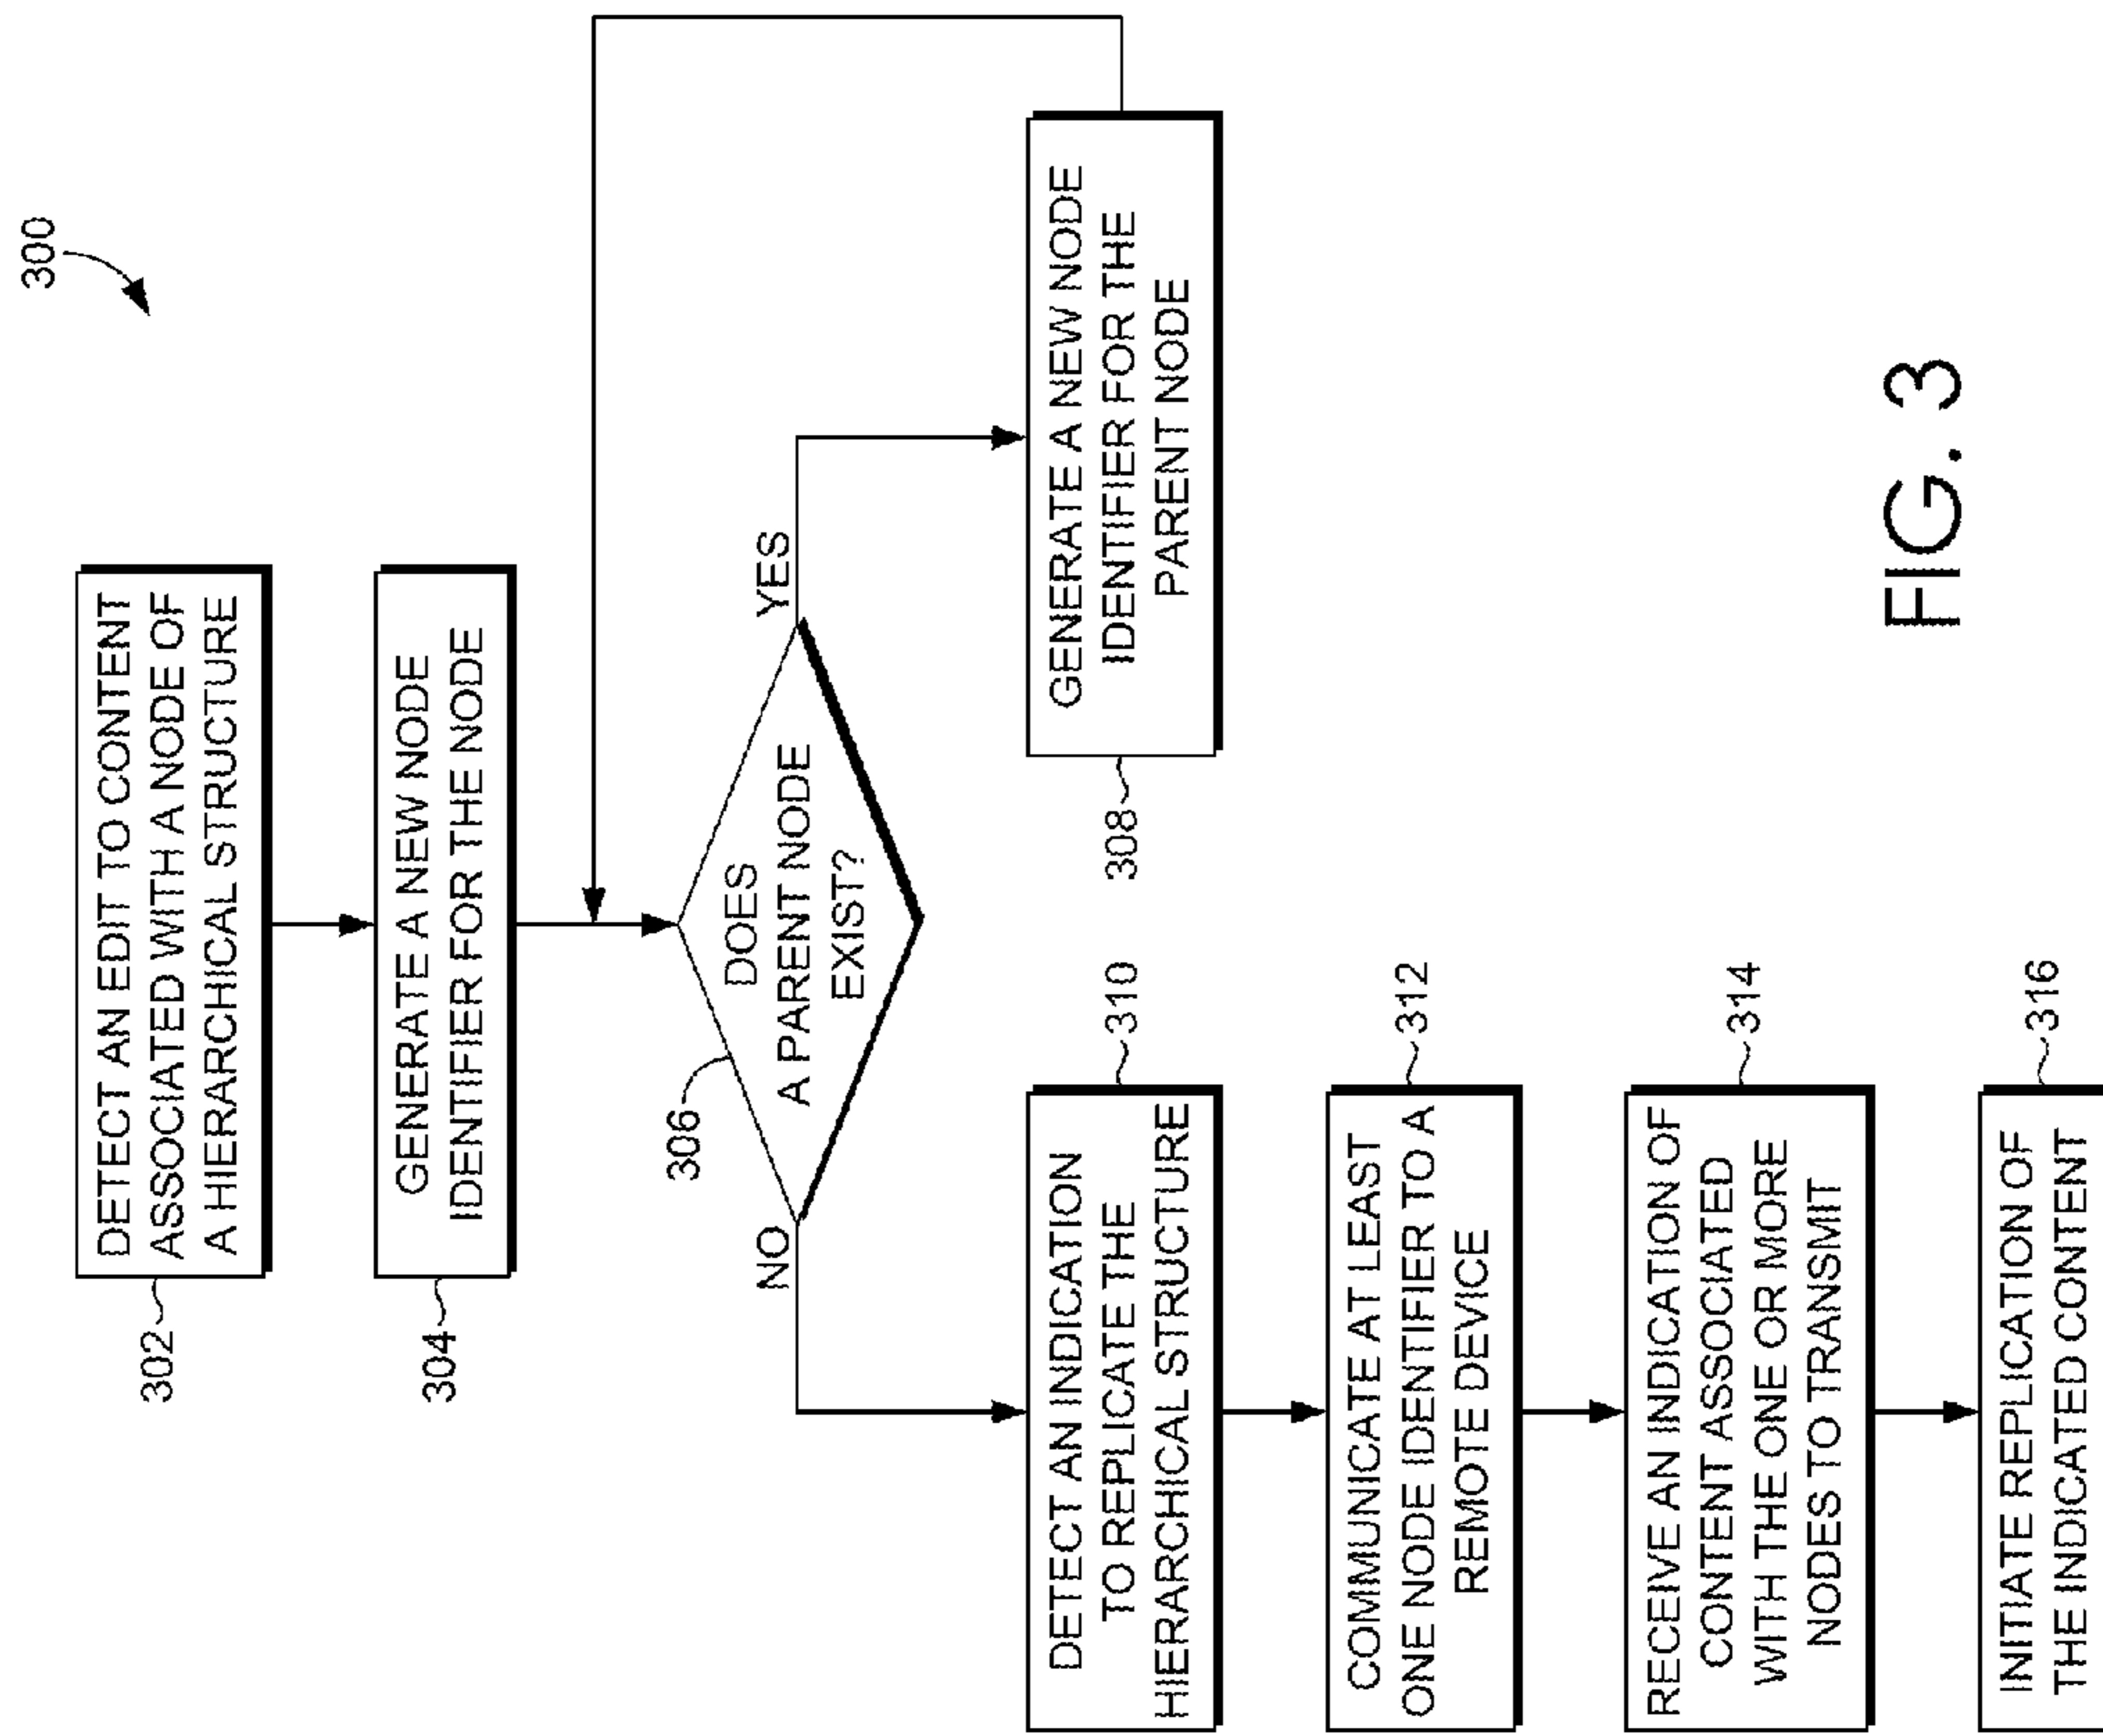 300
DETECT AN EDIT TO CONTENT
ASSOCIATED WITH A NODE OF
A HIERARCHICAL STRUCTURE
302
GENERATE A NEW NODE
IDENTIFIER FOR THE NODE
304
DOES
A PARENT NODE
EXIST?
306
YES
NO
GENERATE A NEW NODE
IDENTIFIER FOR THE
PARENT NODE
308
DETECT AN INDICATION
TO REPLICATE THE
HIERARCHICAL STRUCTURE
310
COMMUNICATE AT LEAST
ONE NODE IDENTIFIER TO A
REMOTE DEVICE
312
RECEIVE AN INDICATION OF
CONTENT ASSOCIATED
WITH THE ONE OR MORE
NODES TO TRANSMIT
314
INITIATE REPLICATION OF
THE INDICATED CONTENT
316
FIG. 3